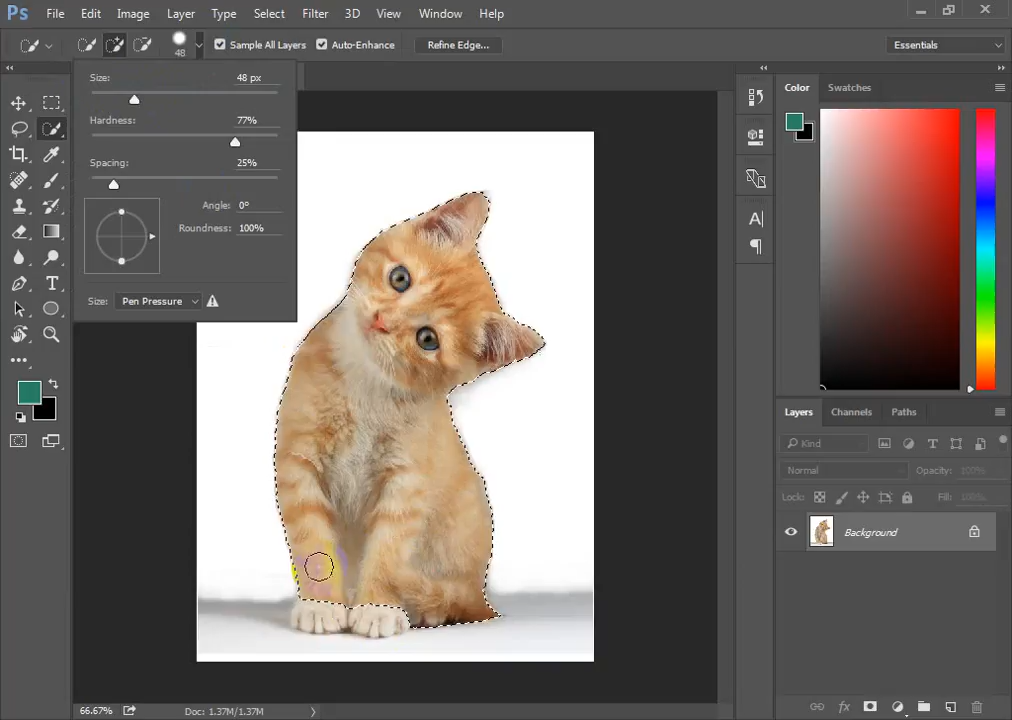 Ps File Edit Image Layer Type Select Filter 3D View Window Help
48 Sample All Layers Auto-Enhance Refine Edge... Essentials
Size: 48 px
Hardness: 77%
Spacing: 25%
Angle: 0º
Roundness: 100%
Size: Pen Pressure
Color Swatches
Layers Channels Paths
Kind
Normal Opacity: 100%
Lock: Fill: 100%
Background
66.67% Doc: 1.37M/1.37M